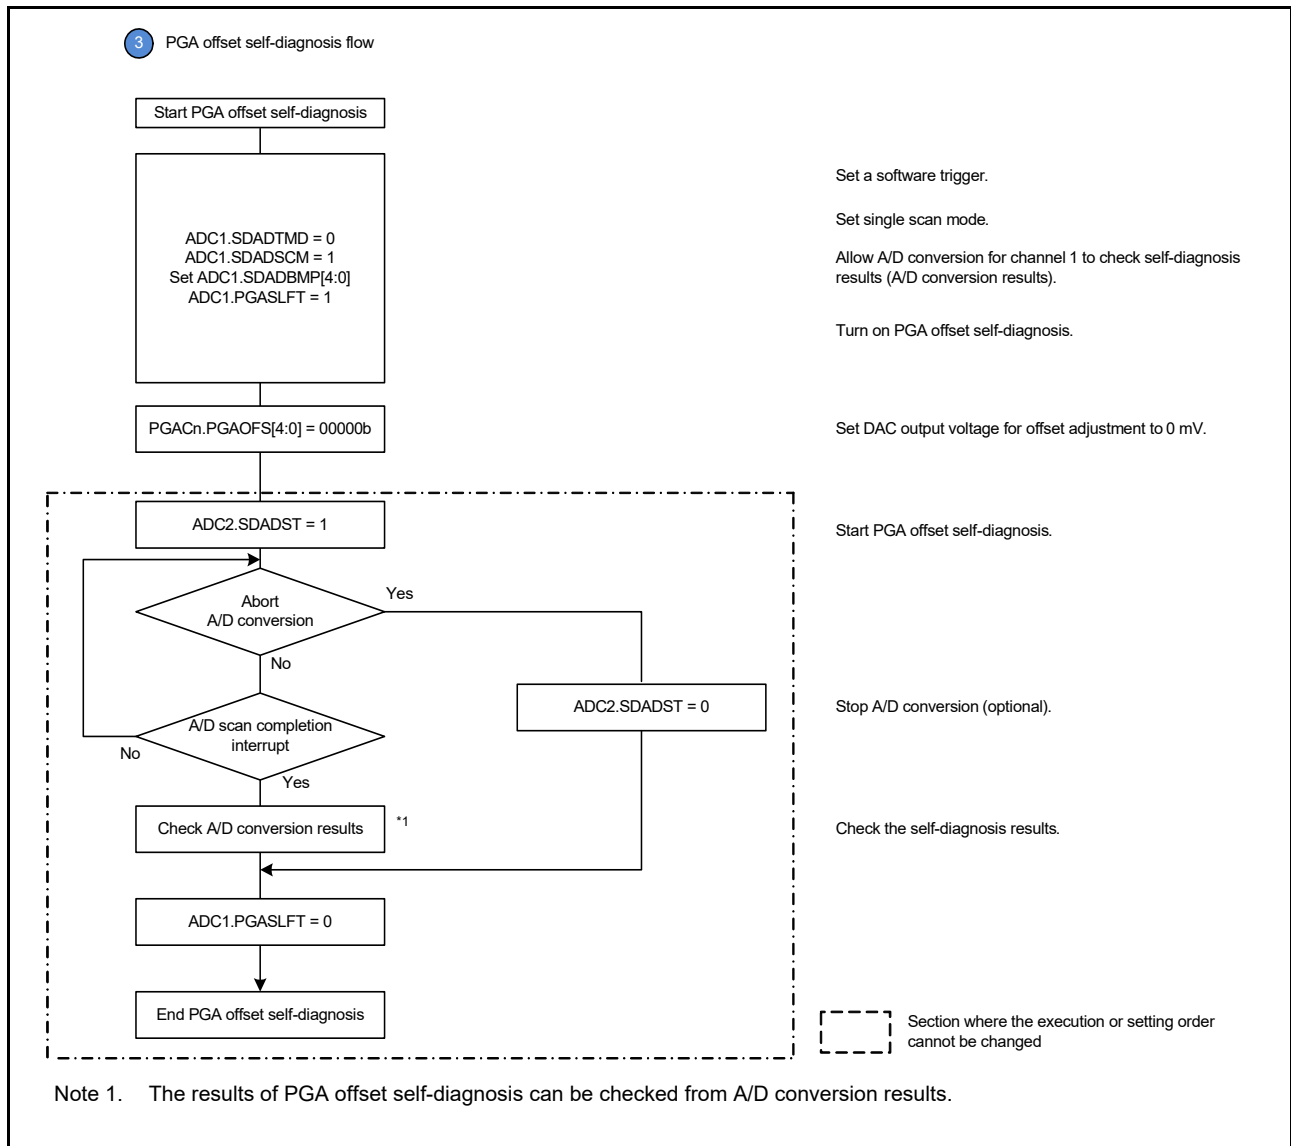 3 PGA offset self-diagnosis flow
Start PGA offset self-diagnosis
ADC1.SDADTMD = 0
ADC1.SDADSCM = 1
Set ADC1.SDADBMP[4:0]
ADC1.PGASLFT = 1
Set a software trigger.
Set single scan mode.
Allow A/D conversion for channel 1 to check self-diagnosis
results (A/D conversion results).
Turn on PGA offset self-diagnosis.
PGACn.PGAOFS[4:0] = 00000b
Set DAC output voltage for offset adjustment to 0 mV.
ADC2.SDADST = 1
Start PGA offset self-diagnosis.
Abort
A/D conversion
Yes
No
ADC2.SDADST = 0
Stop A/D conversion (optional).
A/D scan completion
interrupt
No
Yes
Check A/D conversion results
*1
Check the self-diagnosis results.
ADC1.PGASLFT = 0
End PGA offset self-diagnosis
Section where the execution or setting order
cannot be changed
Note 1. The results of PGA offset self-diagnosis can be checked from A/D conversion results.